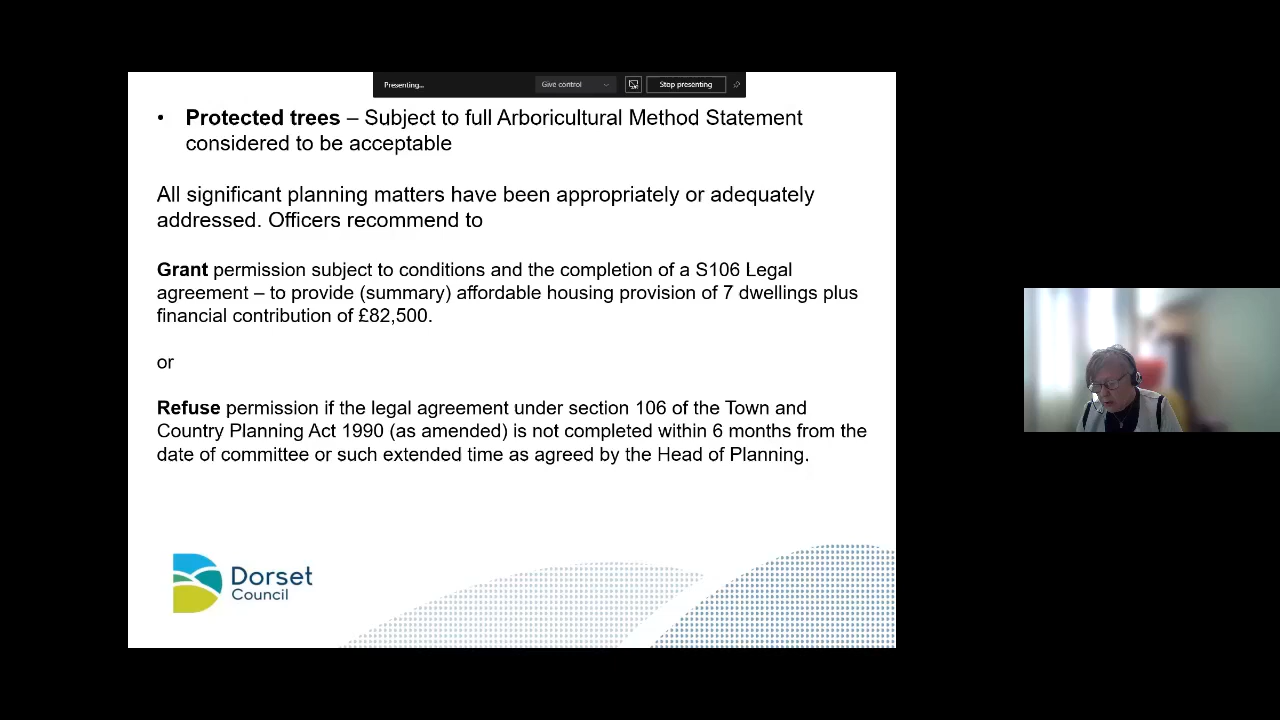 Presenting...
Give control
Stop presenting
• Protected trees – Subject to full Arboricultural Method Statement
considered to be acceptable
All significant planning matters have been appropriately or adequately
addressed. Officers recommend to
Grant permission subject to conditions and the completion of a S106 Legal
agreement – to provide (summary) affordable housing provision of 7 dwellings plus
financial contribution of £82,500.
or
Refuse permission if the legal agreement under section 106 of the Town and
Country Planning Act 1990 (as amended) is not completed within 6 months from the
date of committee or such extended time as agreed by the Head of Planning.
Dorset
Council